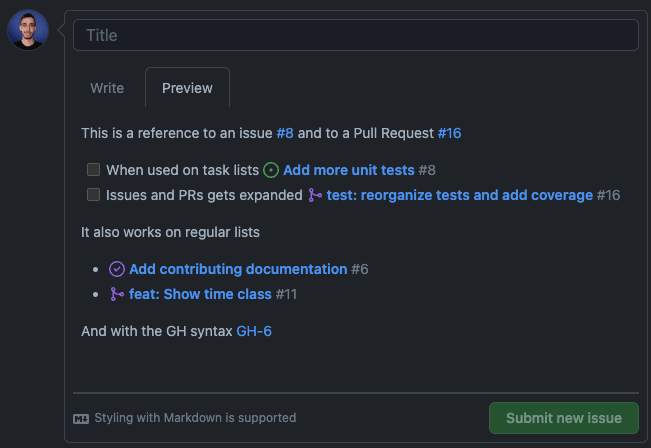 Title
Write Preview
This is a reference to an issue #8 and to a Pull Request #16
When used on task lists Add more unit tests #8
Issues and PRs gets expanded test: reorganize tests and add coverage #16
It also works on regular lists
Add contributing documentation #6
feat: Show time class #11
And with the GH syntax GH-6
Styling with Markdown is supported Submit new issue